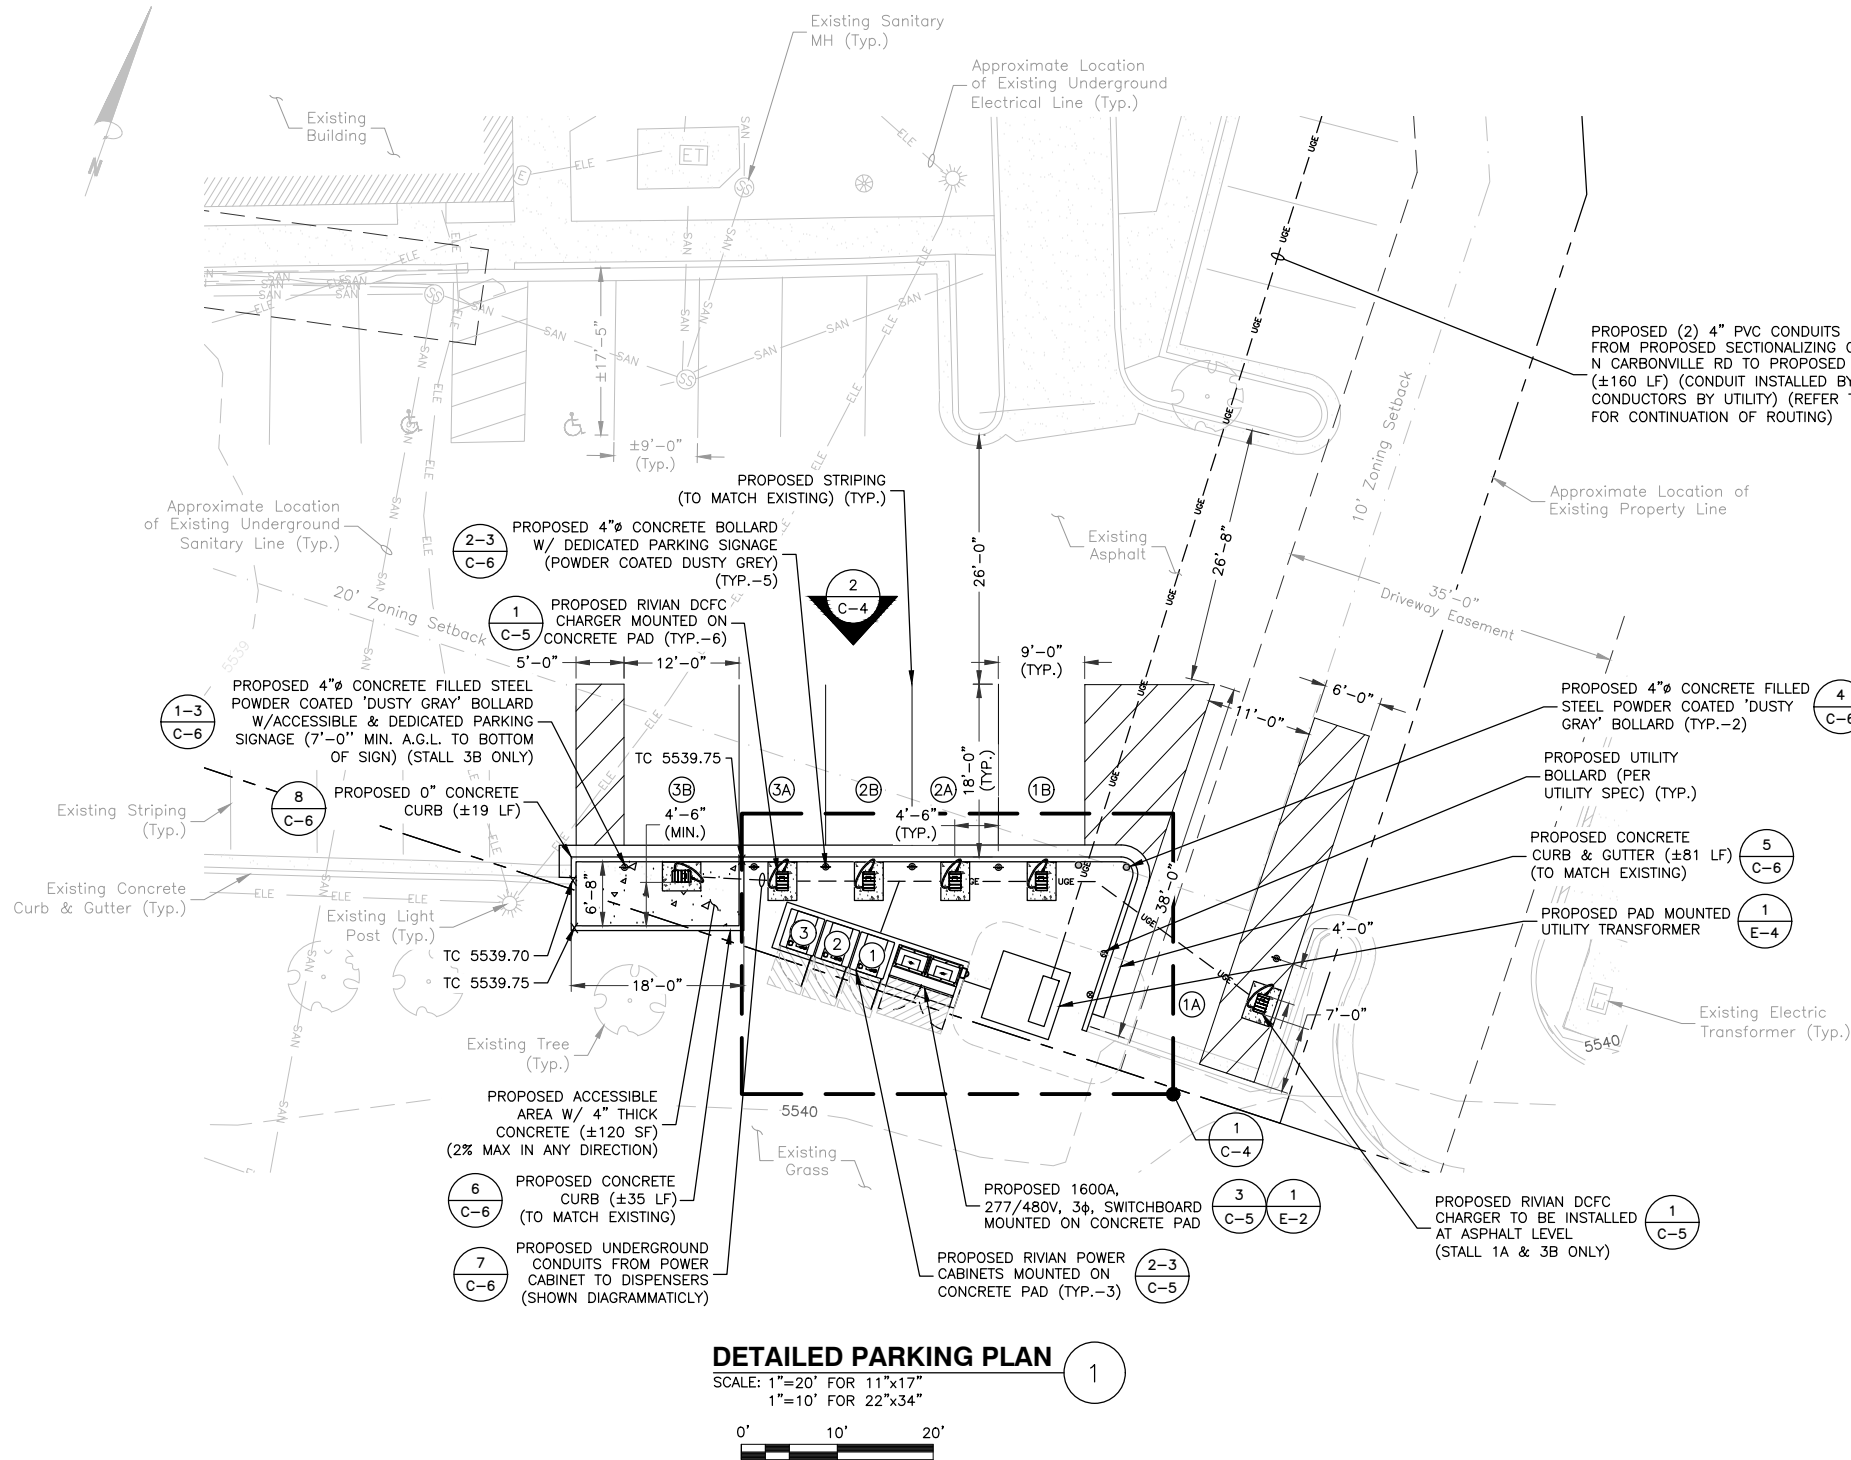 Existing Sanitary
MH (Typ.)
Approximate Location
of Existing Underground
Electrical Line (Typ.)
Existing
Building
N
ET
E
ELE
SAN
SS
UGE
±17'-5"
±9'-0"
(Typ.)
PROPOSED (2) 4" PVC CONDUITS
FROM PROPOSED SECTIONALIZING
N CARBONVILLE RD TO PROPOSED
(±160 LF) (CONDUIT INSTALLED BY
CONDUCTORS BY UTILITY) (REFER
FOR CONTINUATION OF ROUTING)
10' Zoning Setback
Approximate Location of
Existing Property Line
Existing
Asphalt
26'-8"
26'-0"
35'-0"
Driveway Easement
PROPOSED STRIPING
(TO MATCH EXISTING) (TYP.)
Approximate Location
of Existing Underground
Sanitary Line (Typ.)
2-3
C-6
PROPOSED 4"ø CONCRETE BOLLARD
W/ DEDICATED PARKING SIGNAGE
(POWDER COATED DUSTY GREY)
(TYP.-5)
20' Zoning Setback
5539
2
C-4
1
C-5
PROPOSED RIVIAN DCFC
CHARGER MOUNTED ON
CONCRETE PAD (TYP.-6)
5'-0"
12'-0"
9'-0"
(TYP.)
6'-0"
11'-0"
1-3
C-6
PROPOSED 4"ø CONCRETE FILLED STEEL
POWDER COATED 'DUSTY GRAY' BOLLARD
W/ACCESSIBLE & DEDICATED PARKING
SIGNAGE (7'-0" MIN. A.G.L. TO BOTTOM
OF SIGN) (STALL 3B ONLY)
TC 5539.75
18'-0"
(TYP.)
PROPOSED 4"ø CONCRETE FILLED
STEEL POWDER COATED 'DUSTY
GRAY' BOLLARD (TYP.-2)
4
PROPOSED UTILITY
BOLLARD (PER
UTILITY SPEC) (TYP.)
3B
3A
2B
2A
1B
4'-6"
(MIN.)
4'-6"
(TYP.)
8
C-6
PROPOSED 0" CONCRETE
CURB (±19 LF)
Existing Striping
(Typ.)
PROPOSED CONCRETE
CURB & GUTTER (±81 LF)
(TO MATCH EXISTING)
5
C-6
Existing Concrete
Curb & Gutter (Typ.)
6'-8"
38'-0"
Existing Light
Post (Typ.)
PROPOSED PAD MOUNTED
UTILITY TRANSFORMER
1
E-4
4'-0"
3
2
1
TC 5539.70
TC 5539.75
18'-0"
1A
7'-0"
ET
Existing Electric
Transformer (Typ.)
5540
Existing Tree
(Typ.)
PROPOSED ACCESSIBLE
AREA W/ 4" THICK
CONCRETE (±120 SF)
(2% MAX IN ANY DIRECTION)
5540
Existing
Grass
1
C-4
6
C-6
PROPOSED CONCRETE
CURB (±35 LF)
(TO MATCH EXISTING)
PROPOSED 1600A,
277/480V, 3ϕ, SWITCHBOARD
MOUNTED ON CONCRETE PAD
3
C-5
1
E-2
PROPOSED RIVIAN DCFC
CHARGER TO BE INSTALLED
AT ASPHALT LEVEL
(STALL 1A & 3B ONLY)
1
C-5
7
C-6
PROPOSED UNDERGROUND
CONDUITS FROM POWER
CABINET TO DISPENSERS
(SHOWN DIAGRAMMATICLY)
PROPOSED RIVIAN POWER
CABINETS MOUNTED ON
CONCRETE PAD (TYP.-3)
2-3
C-5
DETAILED PARKING PLAN
1
SCALE: 1"=20' FOR 11"x17"
1"=10' FOR 22"x34"
0' 10' 20'